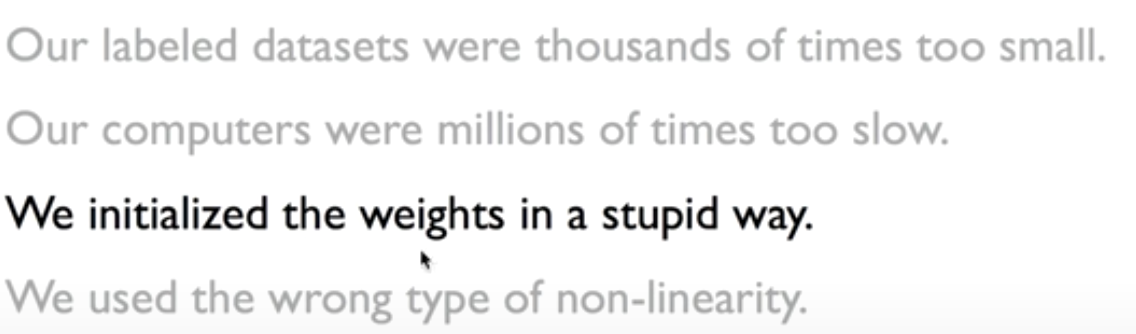 Our labeled datasets were thousands of times too small.
Our computers were millions of times too slow.
We initialized the weights in a stupid way.
We used the wrong type of non-linearity.